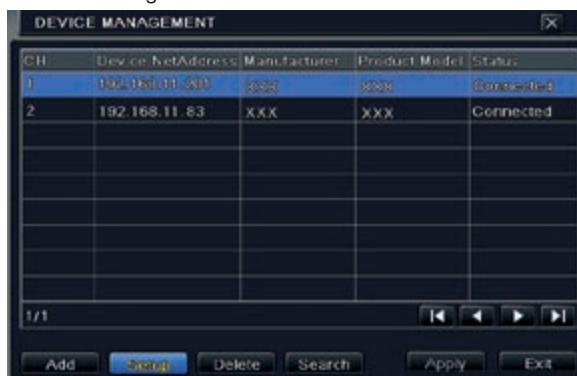 DEVICE MANAGEMENT
CH Device NetAddress Manufacturer Product Model Status
1 Connected
2 192.168.11.83 XXX XXX Connected
1/1
Add Setup Delete Search Apply Exit